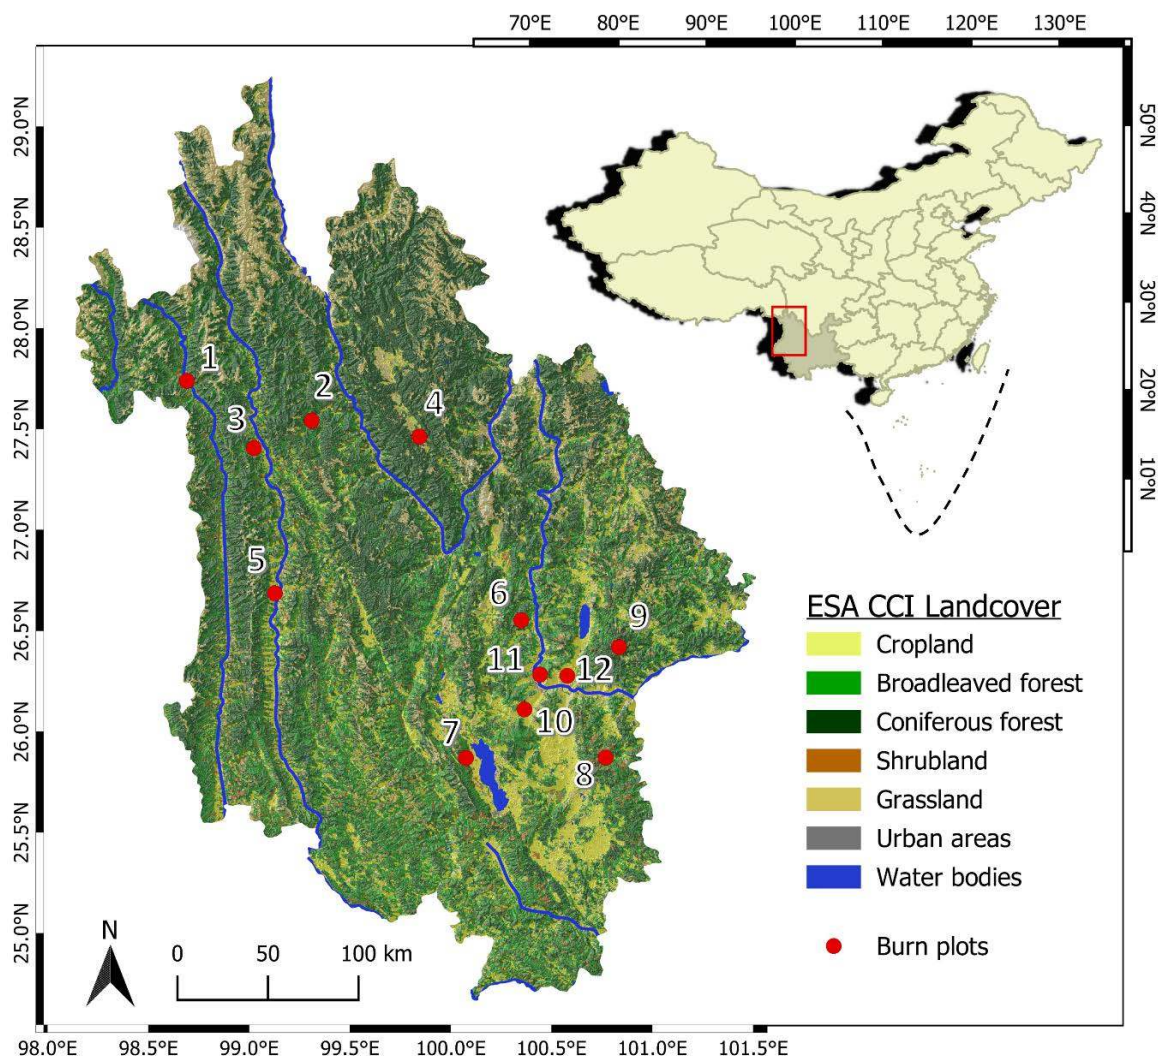 70°E 80°E 90°E 100°E 110°E 120°E 130°E
50°N
40°N
30°N
20°N
10°N
29.0°N
28.5°N
28.0°N
27.5°N
27.0°N
26.5°N
26.0°N
25.5°N
25.0°N
1
2
3
4
5
6
9
11
12
10
7
8
ESA CCI Landcover
Cropland
Broadleaved forest
Coniferous forest
Shrubland
Grassland
Urban areas
Water bodies
Burn plots
N
0 50 100 km
98.0°E 98.5°E 99.0°E 99.5°E 100.0°E 100.5°E 101.0°E 101.5°E